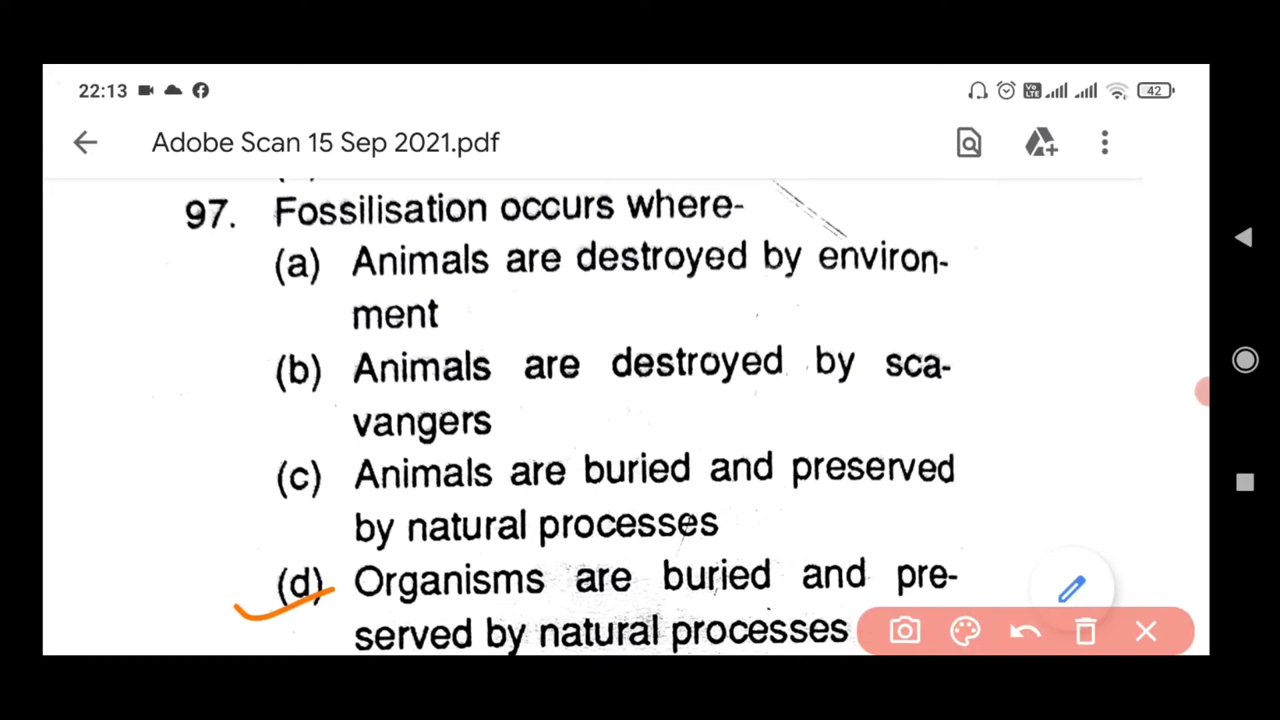 22:13
42
Adobe Scan 15 Sep 2021.pdf
97. Fossilisation occurs where-
(a) Animals are destroyed by environ-
ment
(b) Animals are destroyed by sca-
vangers
(c) Animals are buried and preserved
by natural processes
(d) Organisms are buried and pre-
served by natural processes